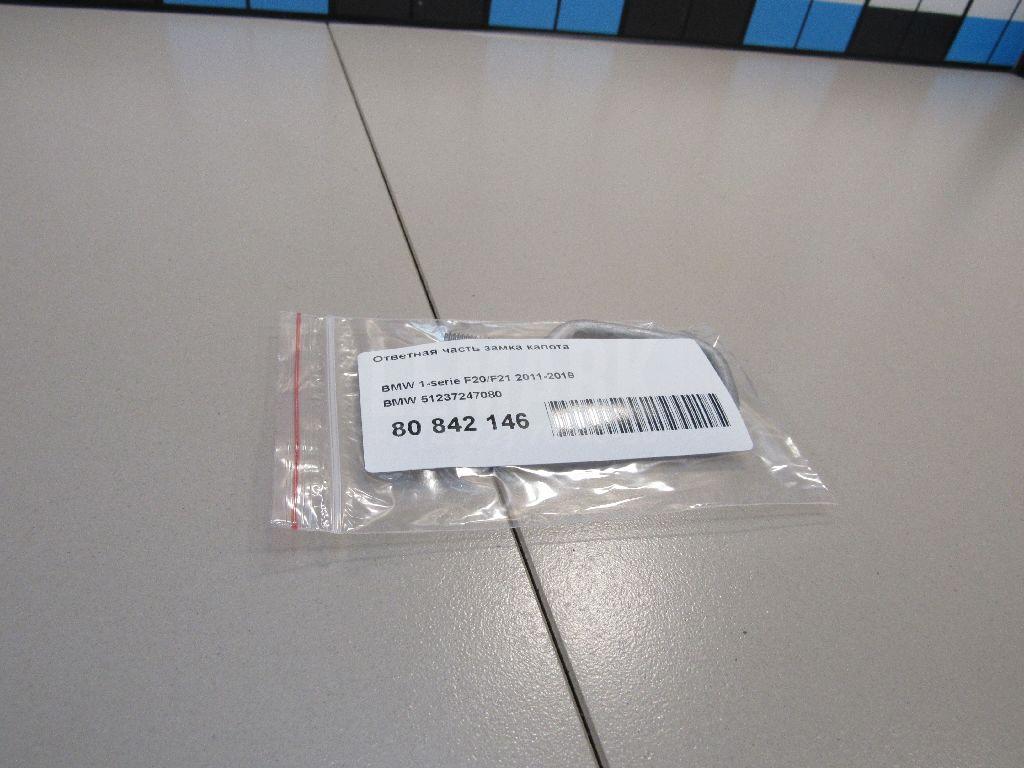 Ответная часть замка капота
BMW 1-serie F20/F21 2011-2018
BMW 51237247080
80 842 146